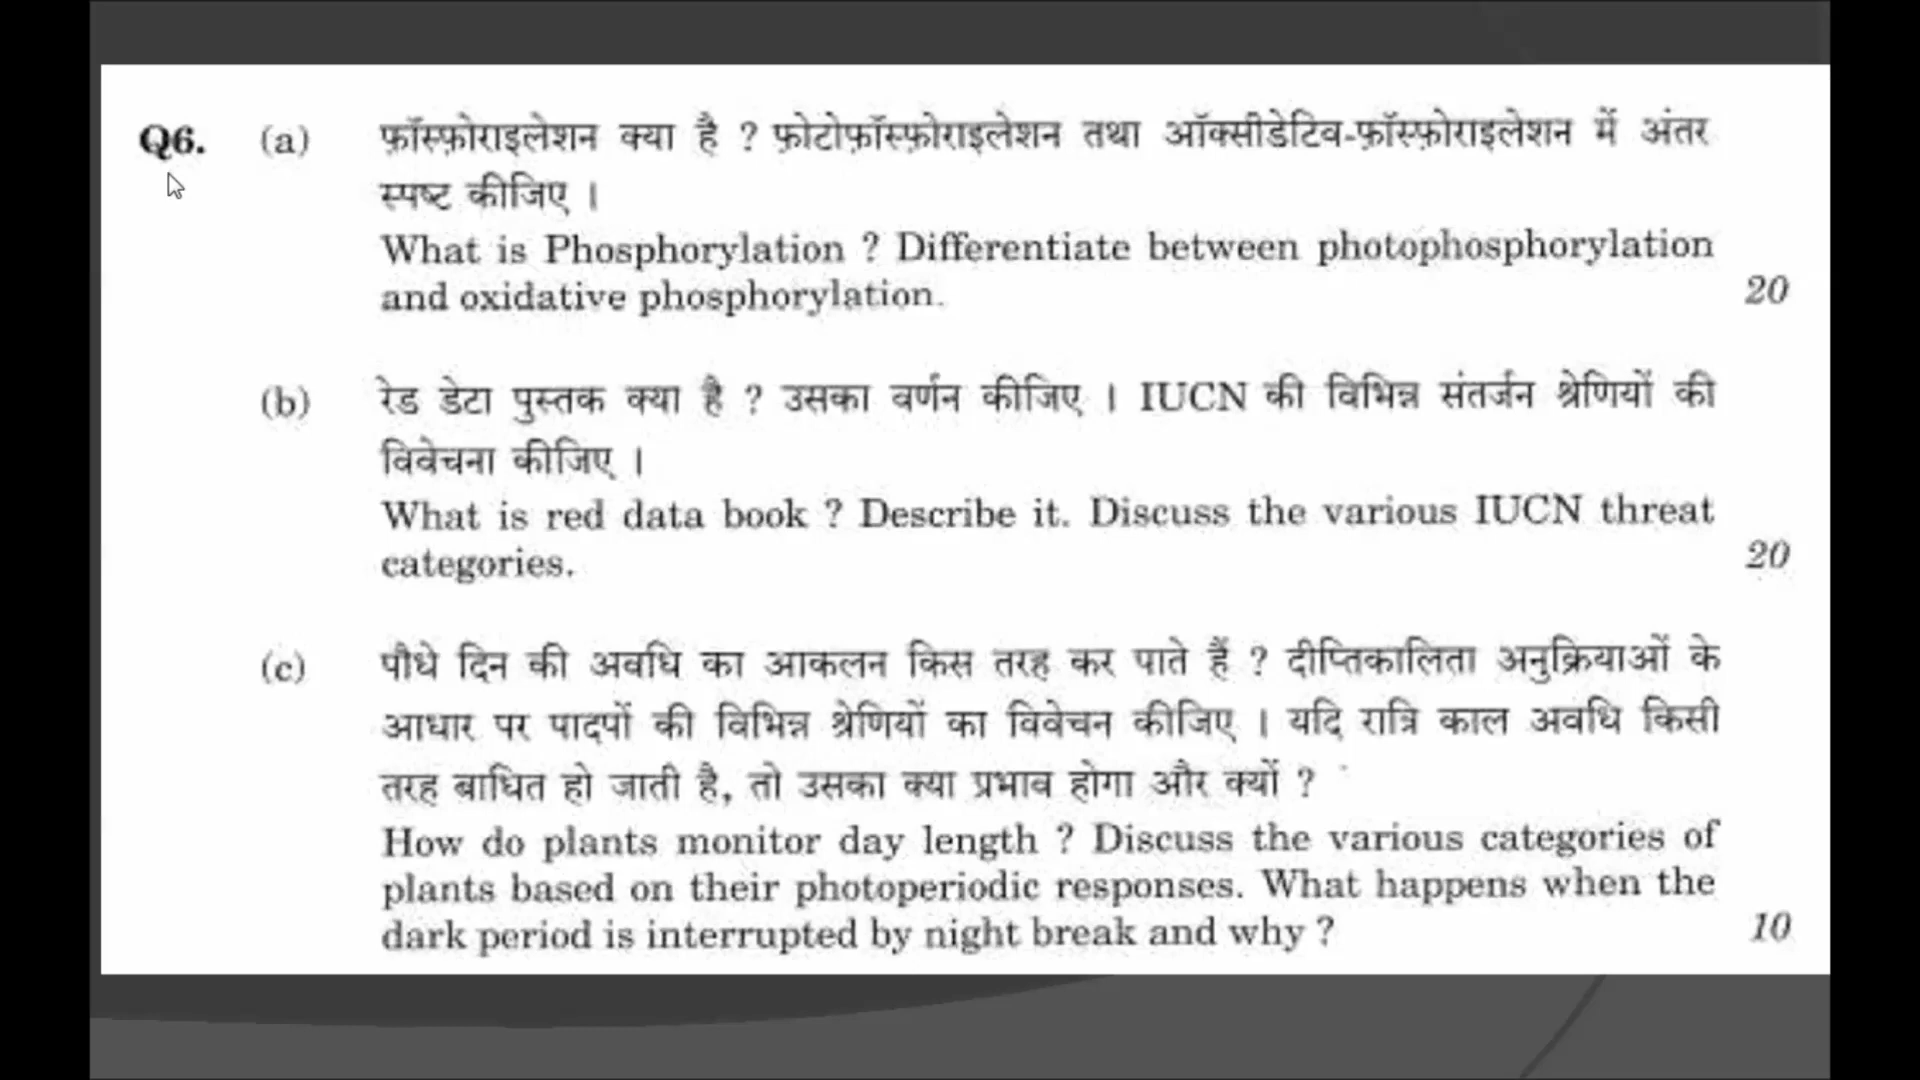 Q6. (a) फ़ॉस्फ़ोराइलेशन क्या है ? फ़ोटोफ़ॉस्फ़ोराइलेशन तथा ऑक्सीडेटिव-फ़ॉस्फ़ोराइलेशन में अंतर
स्पष्ट कीजिए ।
What is Phosphorylation ? Differentiate between photophosphorylation
and oxidative phosphorylation. 20
(b) रेड डेटा पुस्तक क्या है ? उसका वर्णन कीजिए । IUCN की विभिन्न संतर्जन श्रेणियों की
विवेचना कीजिए ।
What is red data book ? Describe it. Discuss the various IUCN threat
categories. 20
(c) पौधे दिन की अवधि का आकलन किस तरह कर पाते हैं ? दीप्तिकालिता अनुक्रियाओं के
आधार पर पादपों की विभिन्न श्रेणियों का विवेचन कीजिए । यदि रात्रि काल अवधि किसी
तरह बाधित हो जाती है, तो उसका क्या प्रभाव होगा और क्यों ?
How do plants monitor day length ? Discuss the various categories of
plants based on their photoperiodic responses. What happens when the
dark period is interrupted by night break and why ? 10